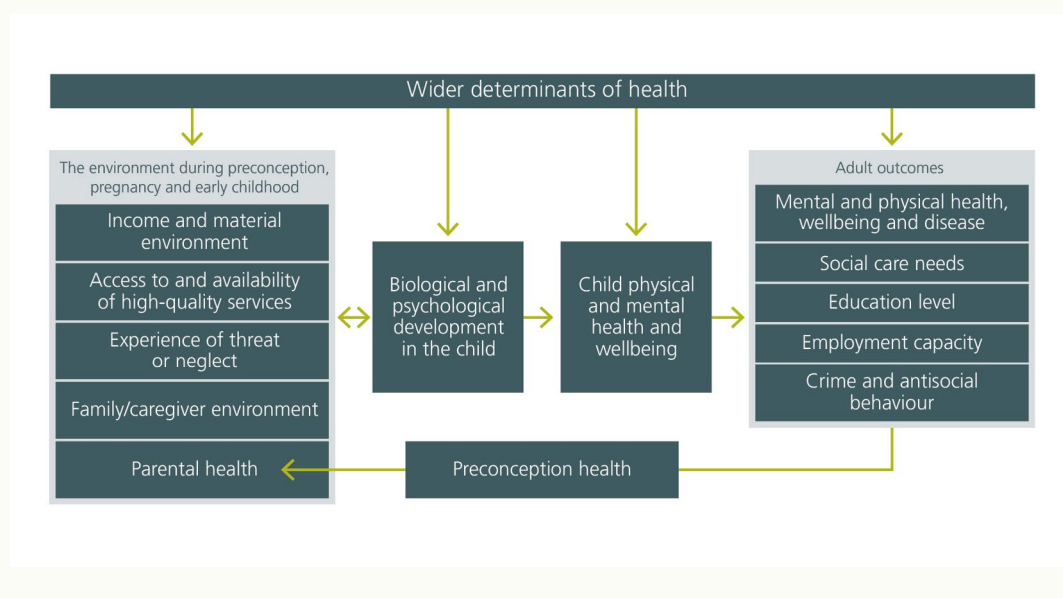 Wider determinants of health
The environment during preconception,
pregnancy and early childhood
Income and material
environment
Access to and availability
of high-quality services
Experience of threat
or neglect
Family/caregiver environment
Parental health
Biological and
psychological
development
in the child
Child physical
and mental
health and
wellbeing
Adult outcomes
Mental and physical health,
wellbeing and disease
Social care needs
Education level
Employment capacity
Crime and antisocial
behaviour
Preconception health